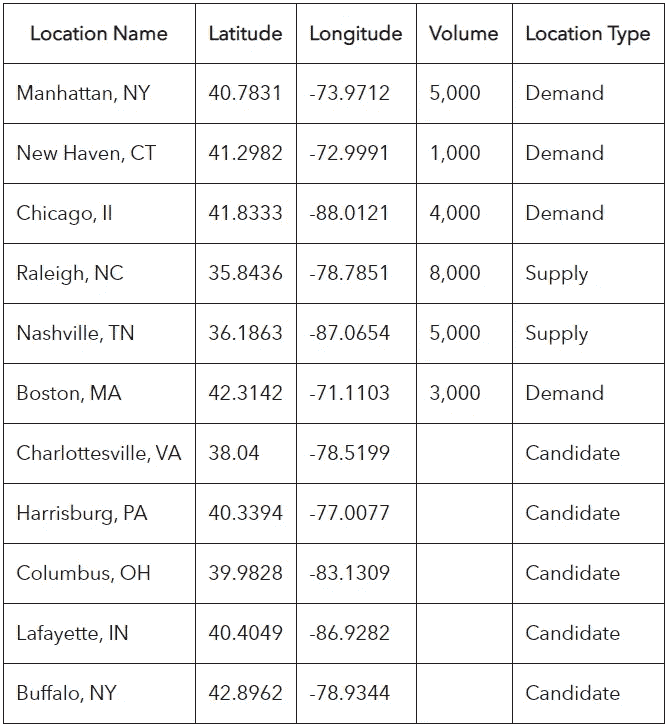 Location Name Latitude Longitude Volume Location Type
Manhattan, NY 40.7831 -73.9712 5,000 Demand
New Haven, CT 41.2982 -72.9991 1,000 Demand
Chicago, Il 41.8333 -88.0121 4,000 Demand
Raleigh, NC 35.8436 -78.7851 8,000 Supply
Nashville, TN 36.1863 -87.0654 5,000 Supply
Boston, MA 42.3142 -71.1103 3,000 Demand
Charlottesville, VA 38.04 -78.5199 Candidate
Harrisburg, PA 40.3394 -77.0077 Candidate
Columbus, OH 39.9828 -83.1309 Candidate
Lafayette, IN 40.4049 -86.9282 Candidate
Buffalo, NY 42.8962 -78.9344 Candidate